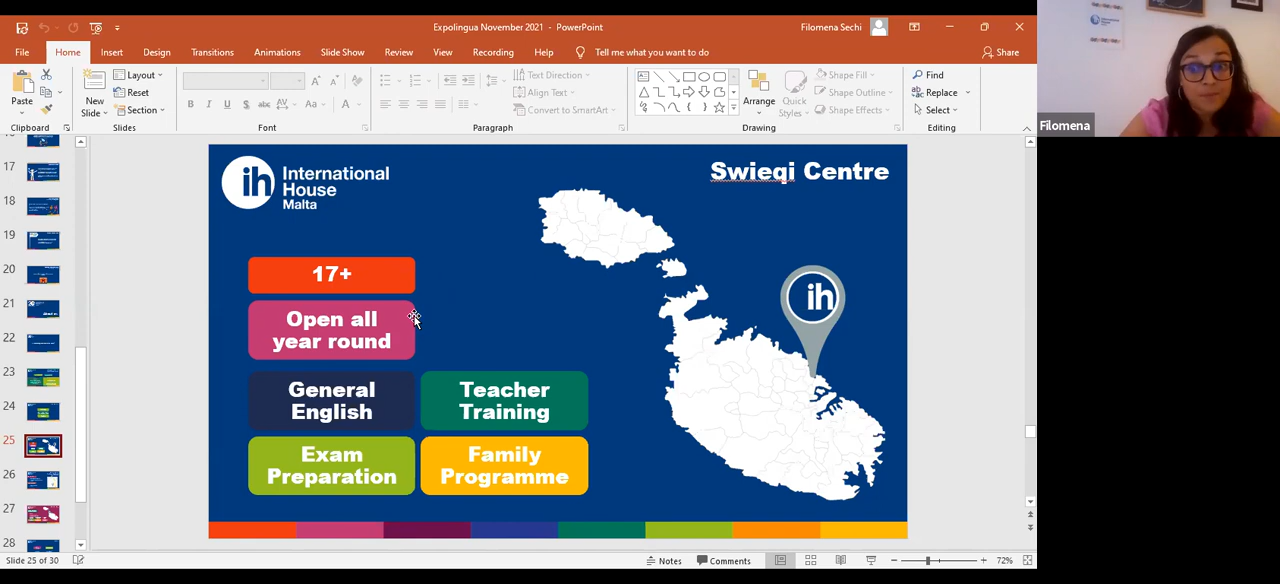 Expolingua November 2021 - PowerPoint
Filomena Sechi
File Home Insert Design Transitions Animations Slide Show Review View Recording Help Tell me what you want to do Share
Paste
Clipboard
New Slide
Layout
Reset
Section
Slides
B I U S abc AV Aa A
Font
Text Direction
Align Text
Convert to SmartArt
Paragraph
Arrange
Quick Styles
Shape Fill
Shape Outline
Shape Effects
Drawing
Find
Replace
Select
Editing
Filomena
17
18
19
20
21
22
23
24
25
26
27
28
ih International
House
Malta
Swieqi Centre
17+
Open all
year round
General
English
Teacher
Training
Exam
Preparation
Family
Programme
ih
Slide 25 of 30
Notes
Comments
72%